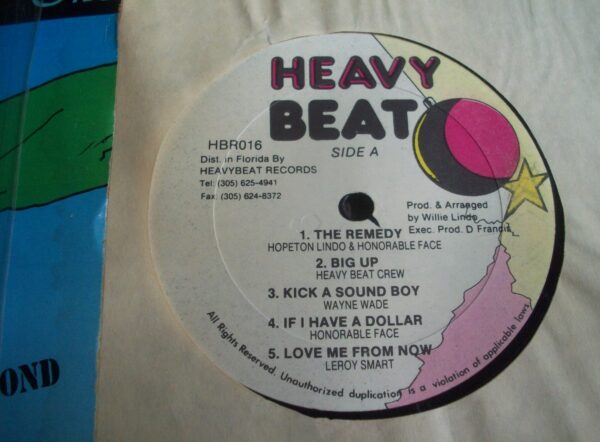 HEAVY
BEAT
HBR016
SIDE A
Dist. in Florida By
HEAVYBEAT RECORDS
Tel: (305) 625-4941
Fax: (305) 624-8372
Prod. & Arranged
by Willie Lindo
Exec. Prod. D Francis
1. THE REMEDY
HOPETON LINDO & HONORABLE FACE
2. BIG UP
HEAVY BEAT CREW
3. KICK A SOUND BOY
WAYNE WADE
4. IF I HAVE A DOLLAR
HONORABLE FACE
5. LOVE ME FROM NOW
LEROY SMART
All Rights Reserved. Unauthorized duplication is a violation of applicable laws
OND